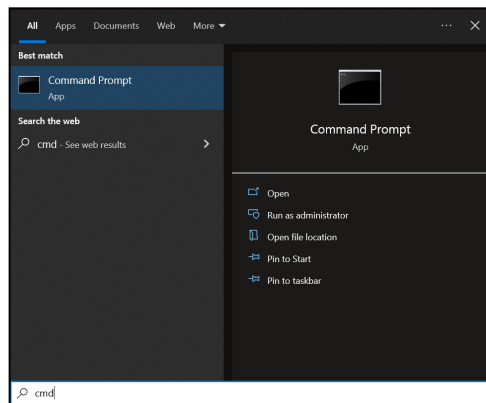 All Apps Documents Web More
Best match
Command Prompt
App
Search the web
cmd - See web results
Command Prompt
App
Open
Run as administrator
Open file location
Pin to Start
Pin to taskbar
cmd